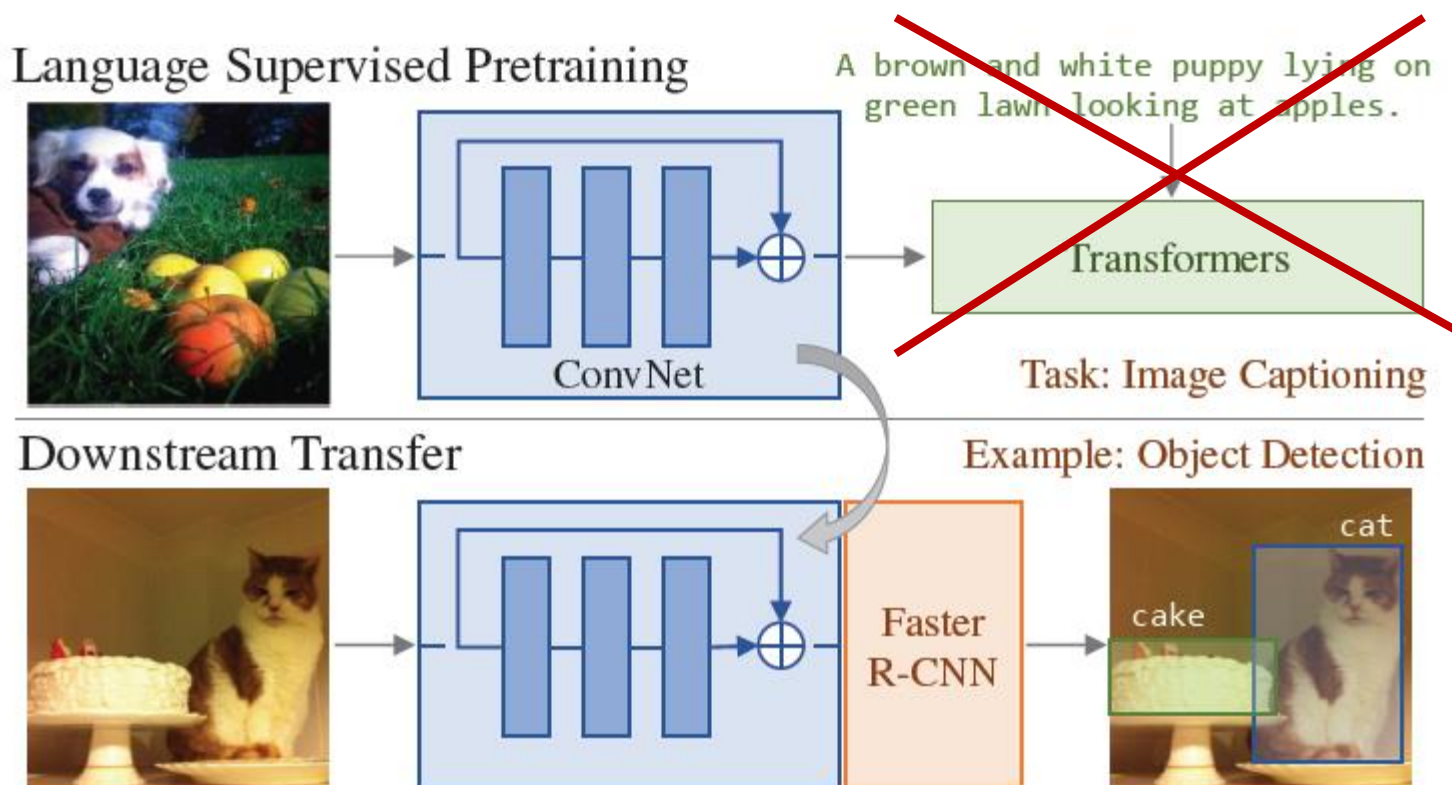 Language Supervised Pretraining
A brown and white puppy lying on
green lawn looking at apples.
Transformers
ConvNet
Task: Image Captioning
Downstream Transfer
Example: Object Detection
cat
cake
Faster
R-CNN